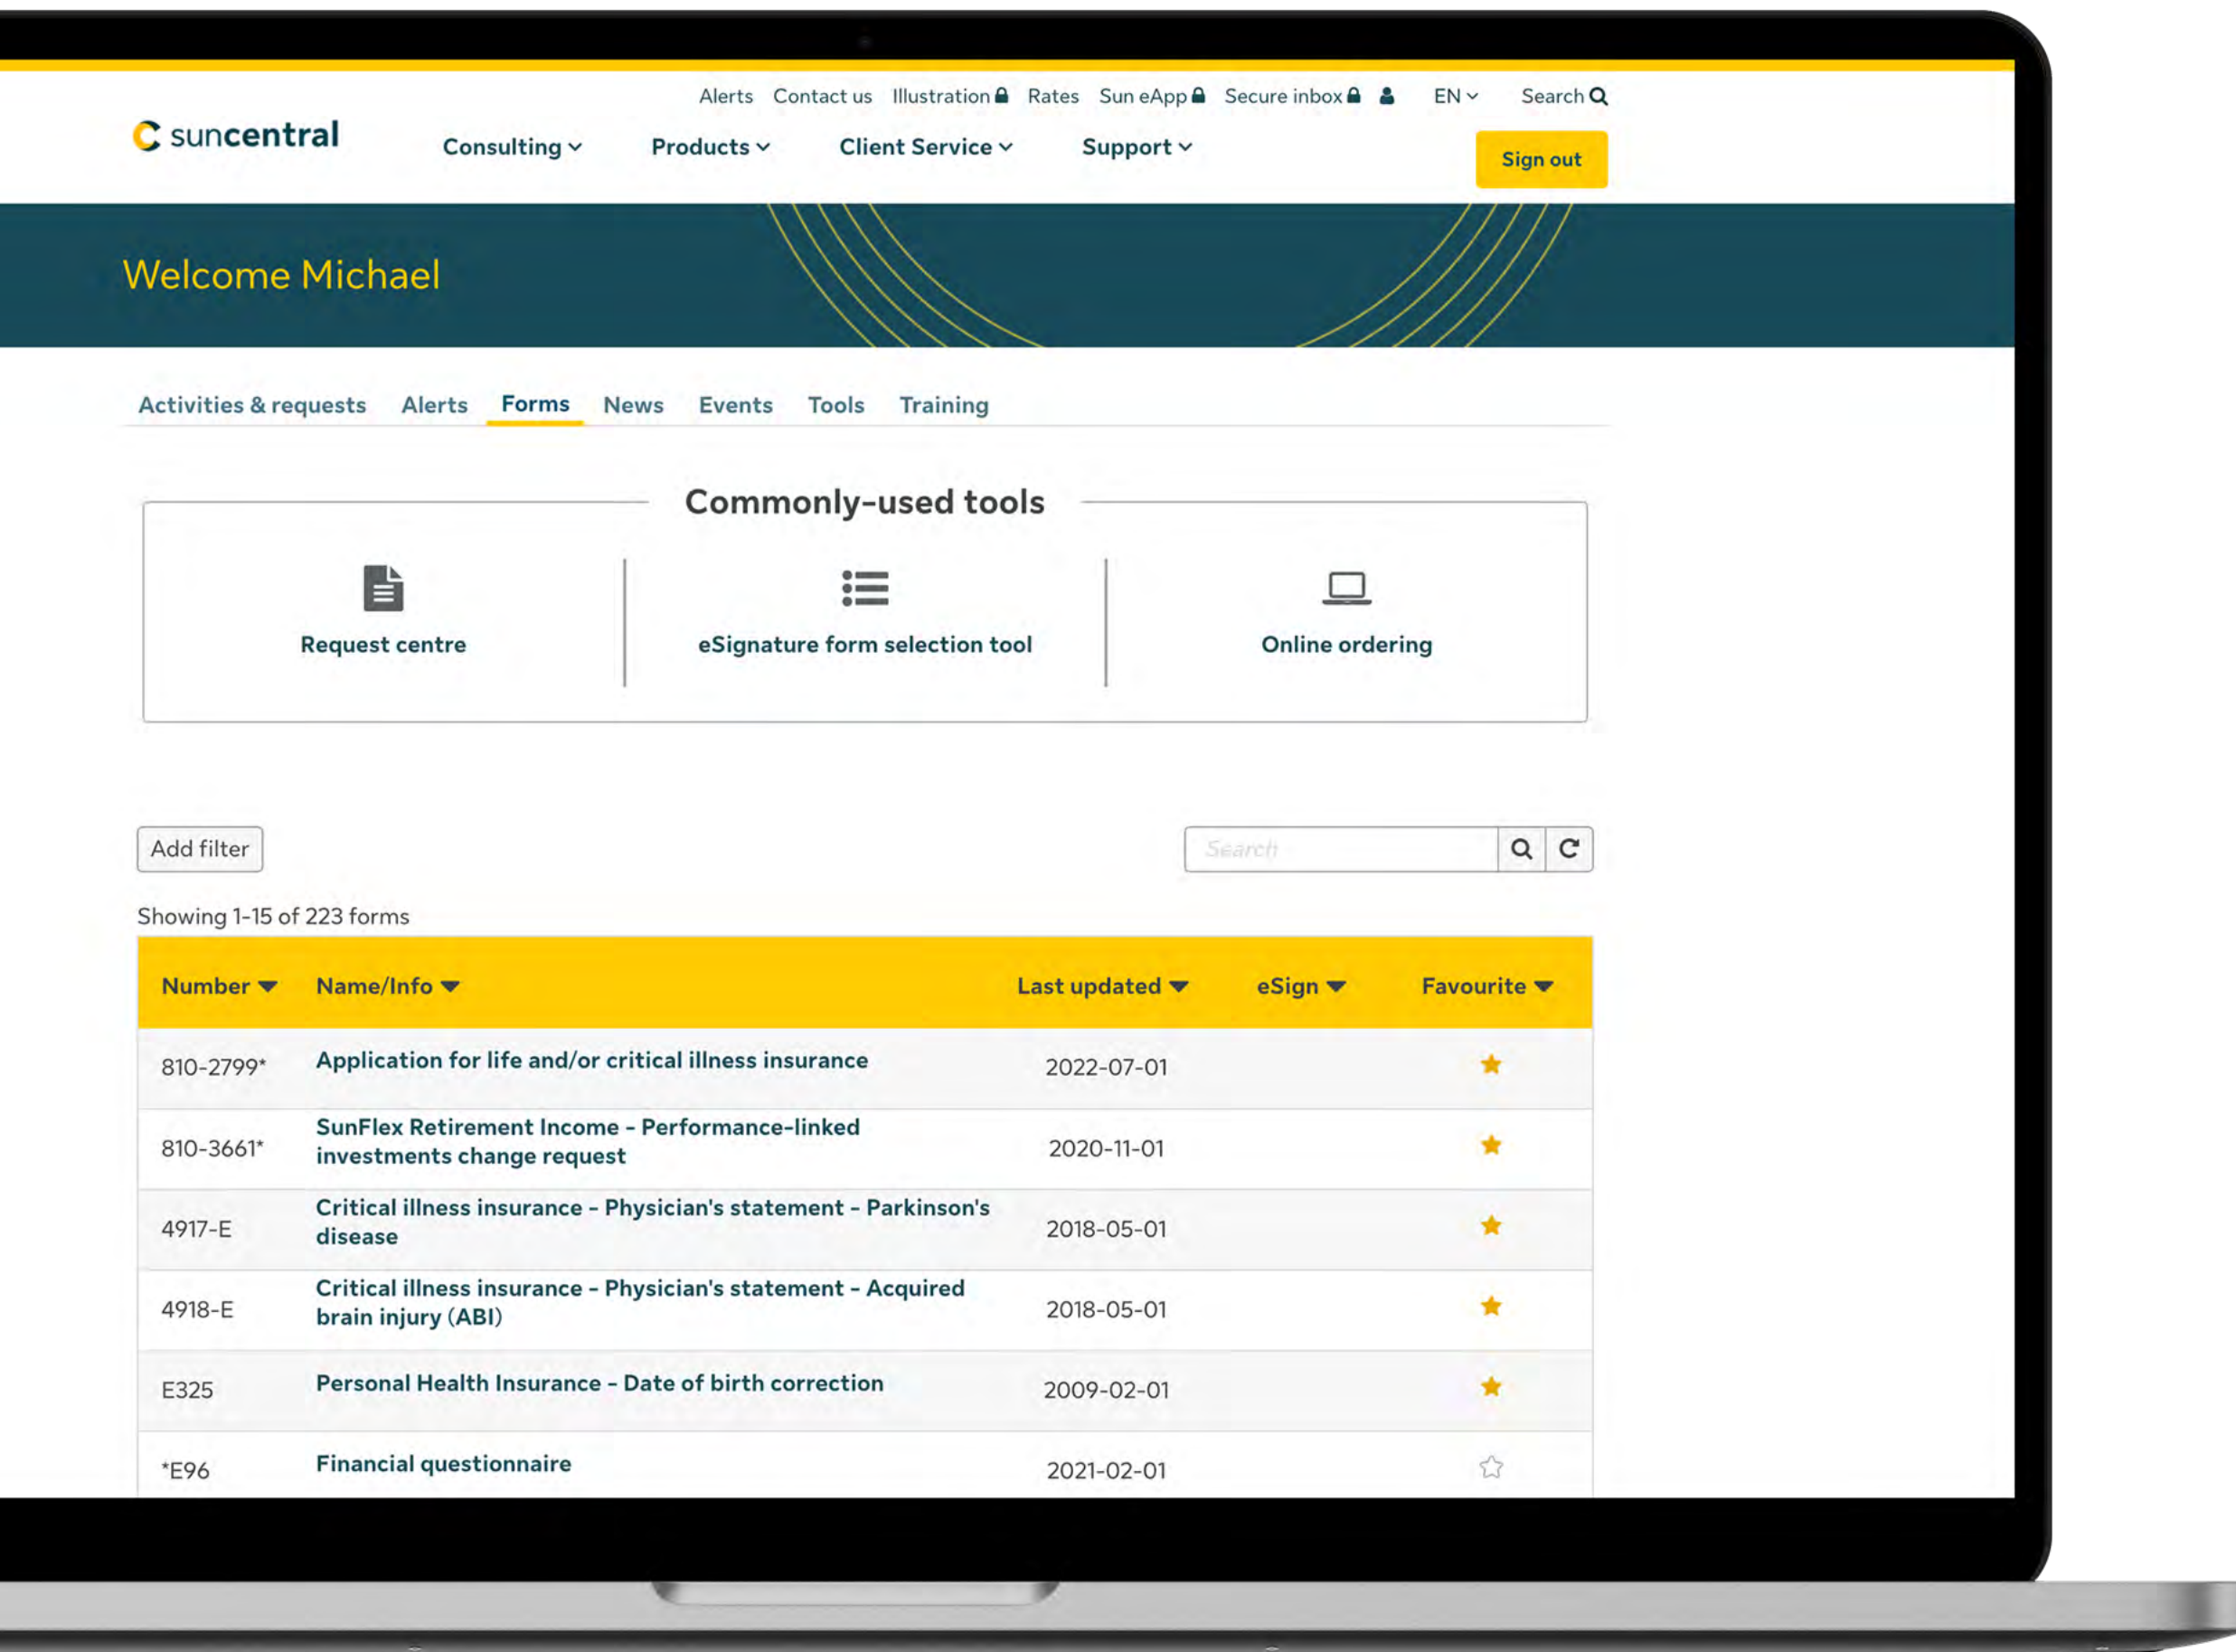 Alerts Contact us Illustration Rates Sun eApp Secure inbox EN Search
suncentral
Consulting Products Client Service Support
Sign out
Welcome Michael
Activities & requests Alerts Forms News Events Tools Training
Commonly-used tools
Request centre eSignature form selection tool Online ordering
Add filter Search
Showing 1-15 of 223 forms
Number Name/Info Last updated eSign Favourite
810-2799* Application for life and/or critical illness insurance 2022-07-01
SunFlex Retirement Income - Performance-linked
810-3661* investments change request 2020-11-01
Critical illness insurance - Physician's statement - Parkinson's
4917-E disease 2018-05-01
Critical illness insurance - Physician's statement - Acquired
4918-E brain injury (ABI) 2018-05-01
E325 Personal Health Insurance - Date of birth correction 2009-02-01
*E96 Financial questionnaire 2021-02-01